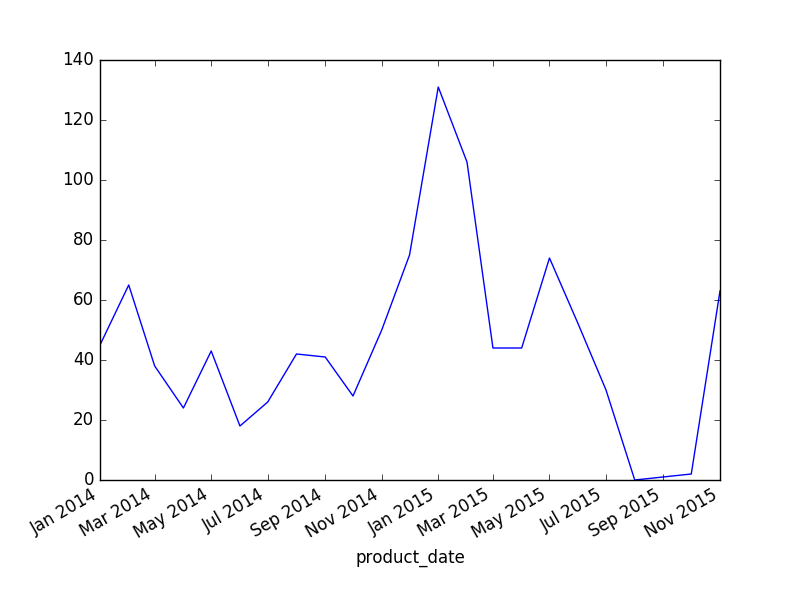 140
120
100
80
60
40
20
0
Jan 2014
Mar 2014
May 2014
Jul 2014
Sep 2014
Nov 2014
Jan 2015
Mar 2015
May 2015
Jul 2015
Sep 2015
Nov 2015
product_date